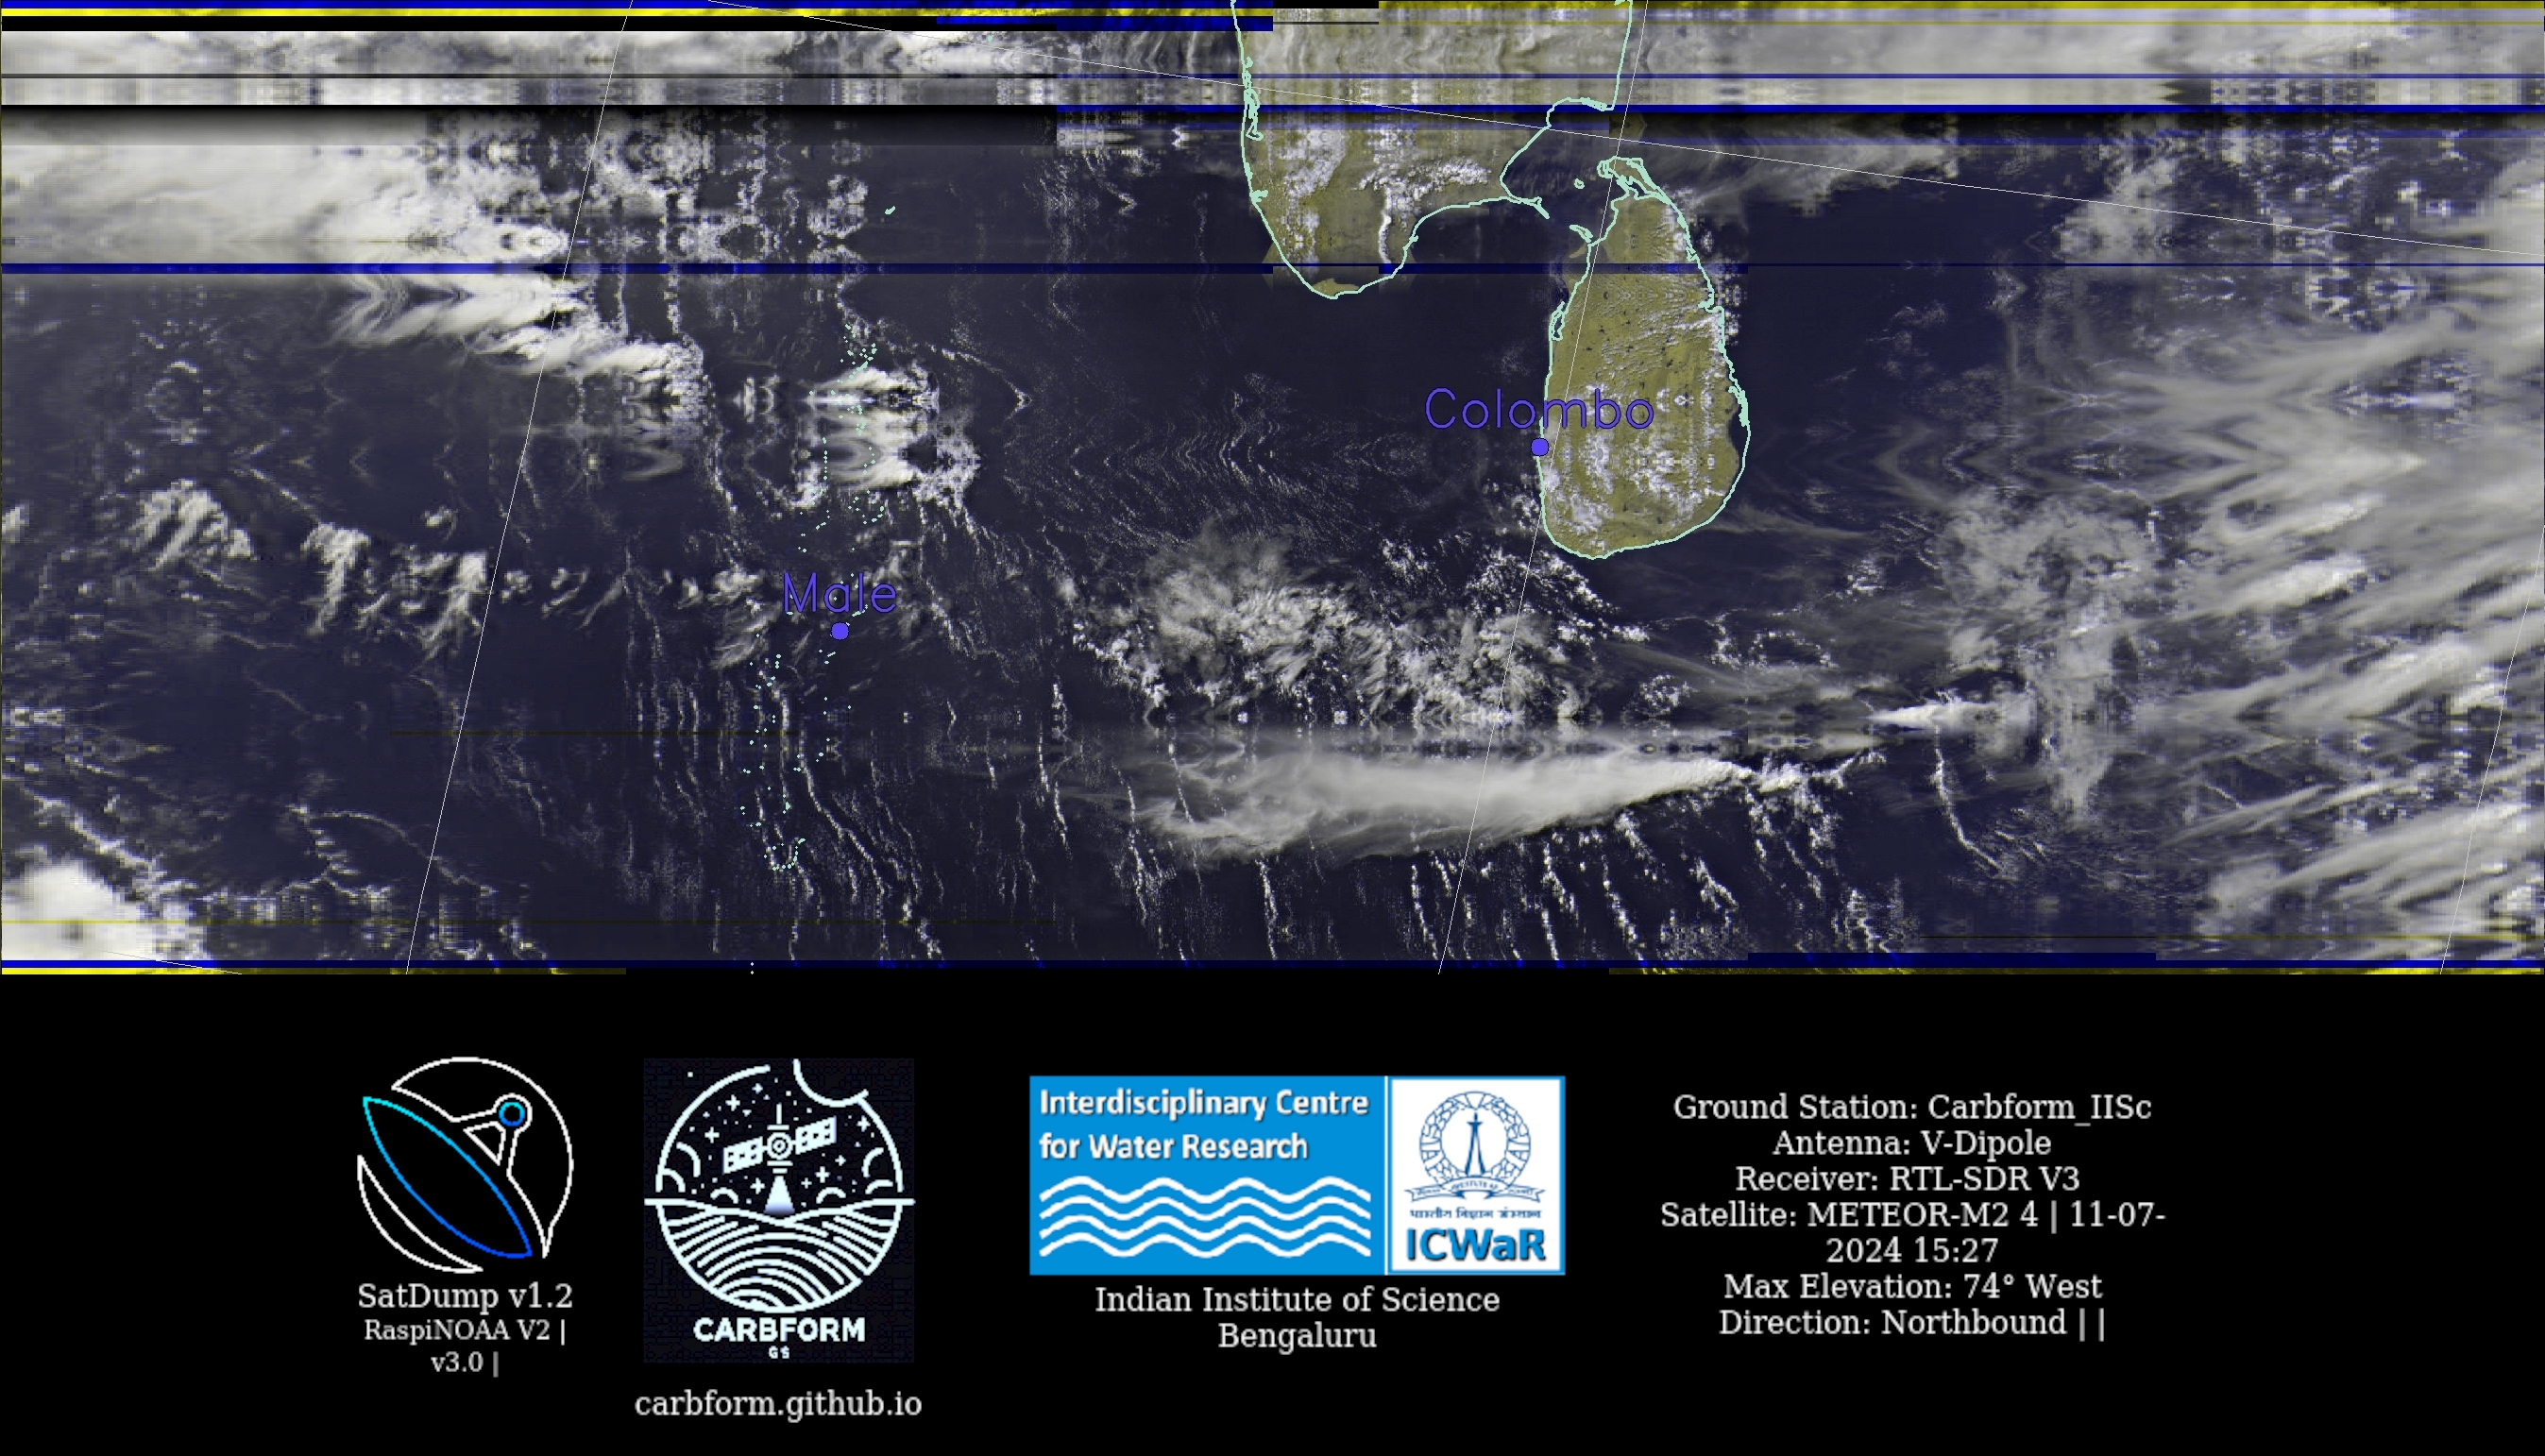 Colombo
Male
SatDump v1.2
RaspiNOAA V2 |
v3.0 |
CARBFORM
GS
carbform.github.io
Interdisciplinary Centre
for Water Research
भारतीय विज्ञान संस्थान
ICWaR
Indian Institute of Science
Bengaluru
Ground Station: Carbform_IISc
Antenna: V-Dipole
Receiver: RTL-SDR V3
Satellite: METEOR-M2 4 | 11-07-
2024 15:27
Max Elevation: 74° West
Direction: Northbound | |